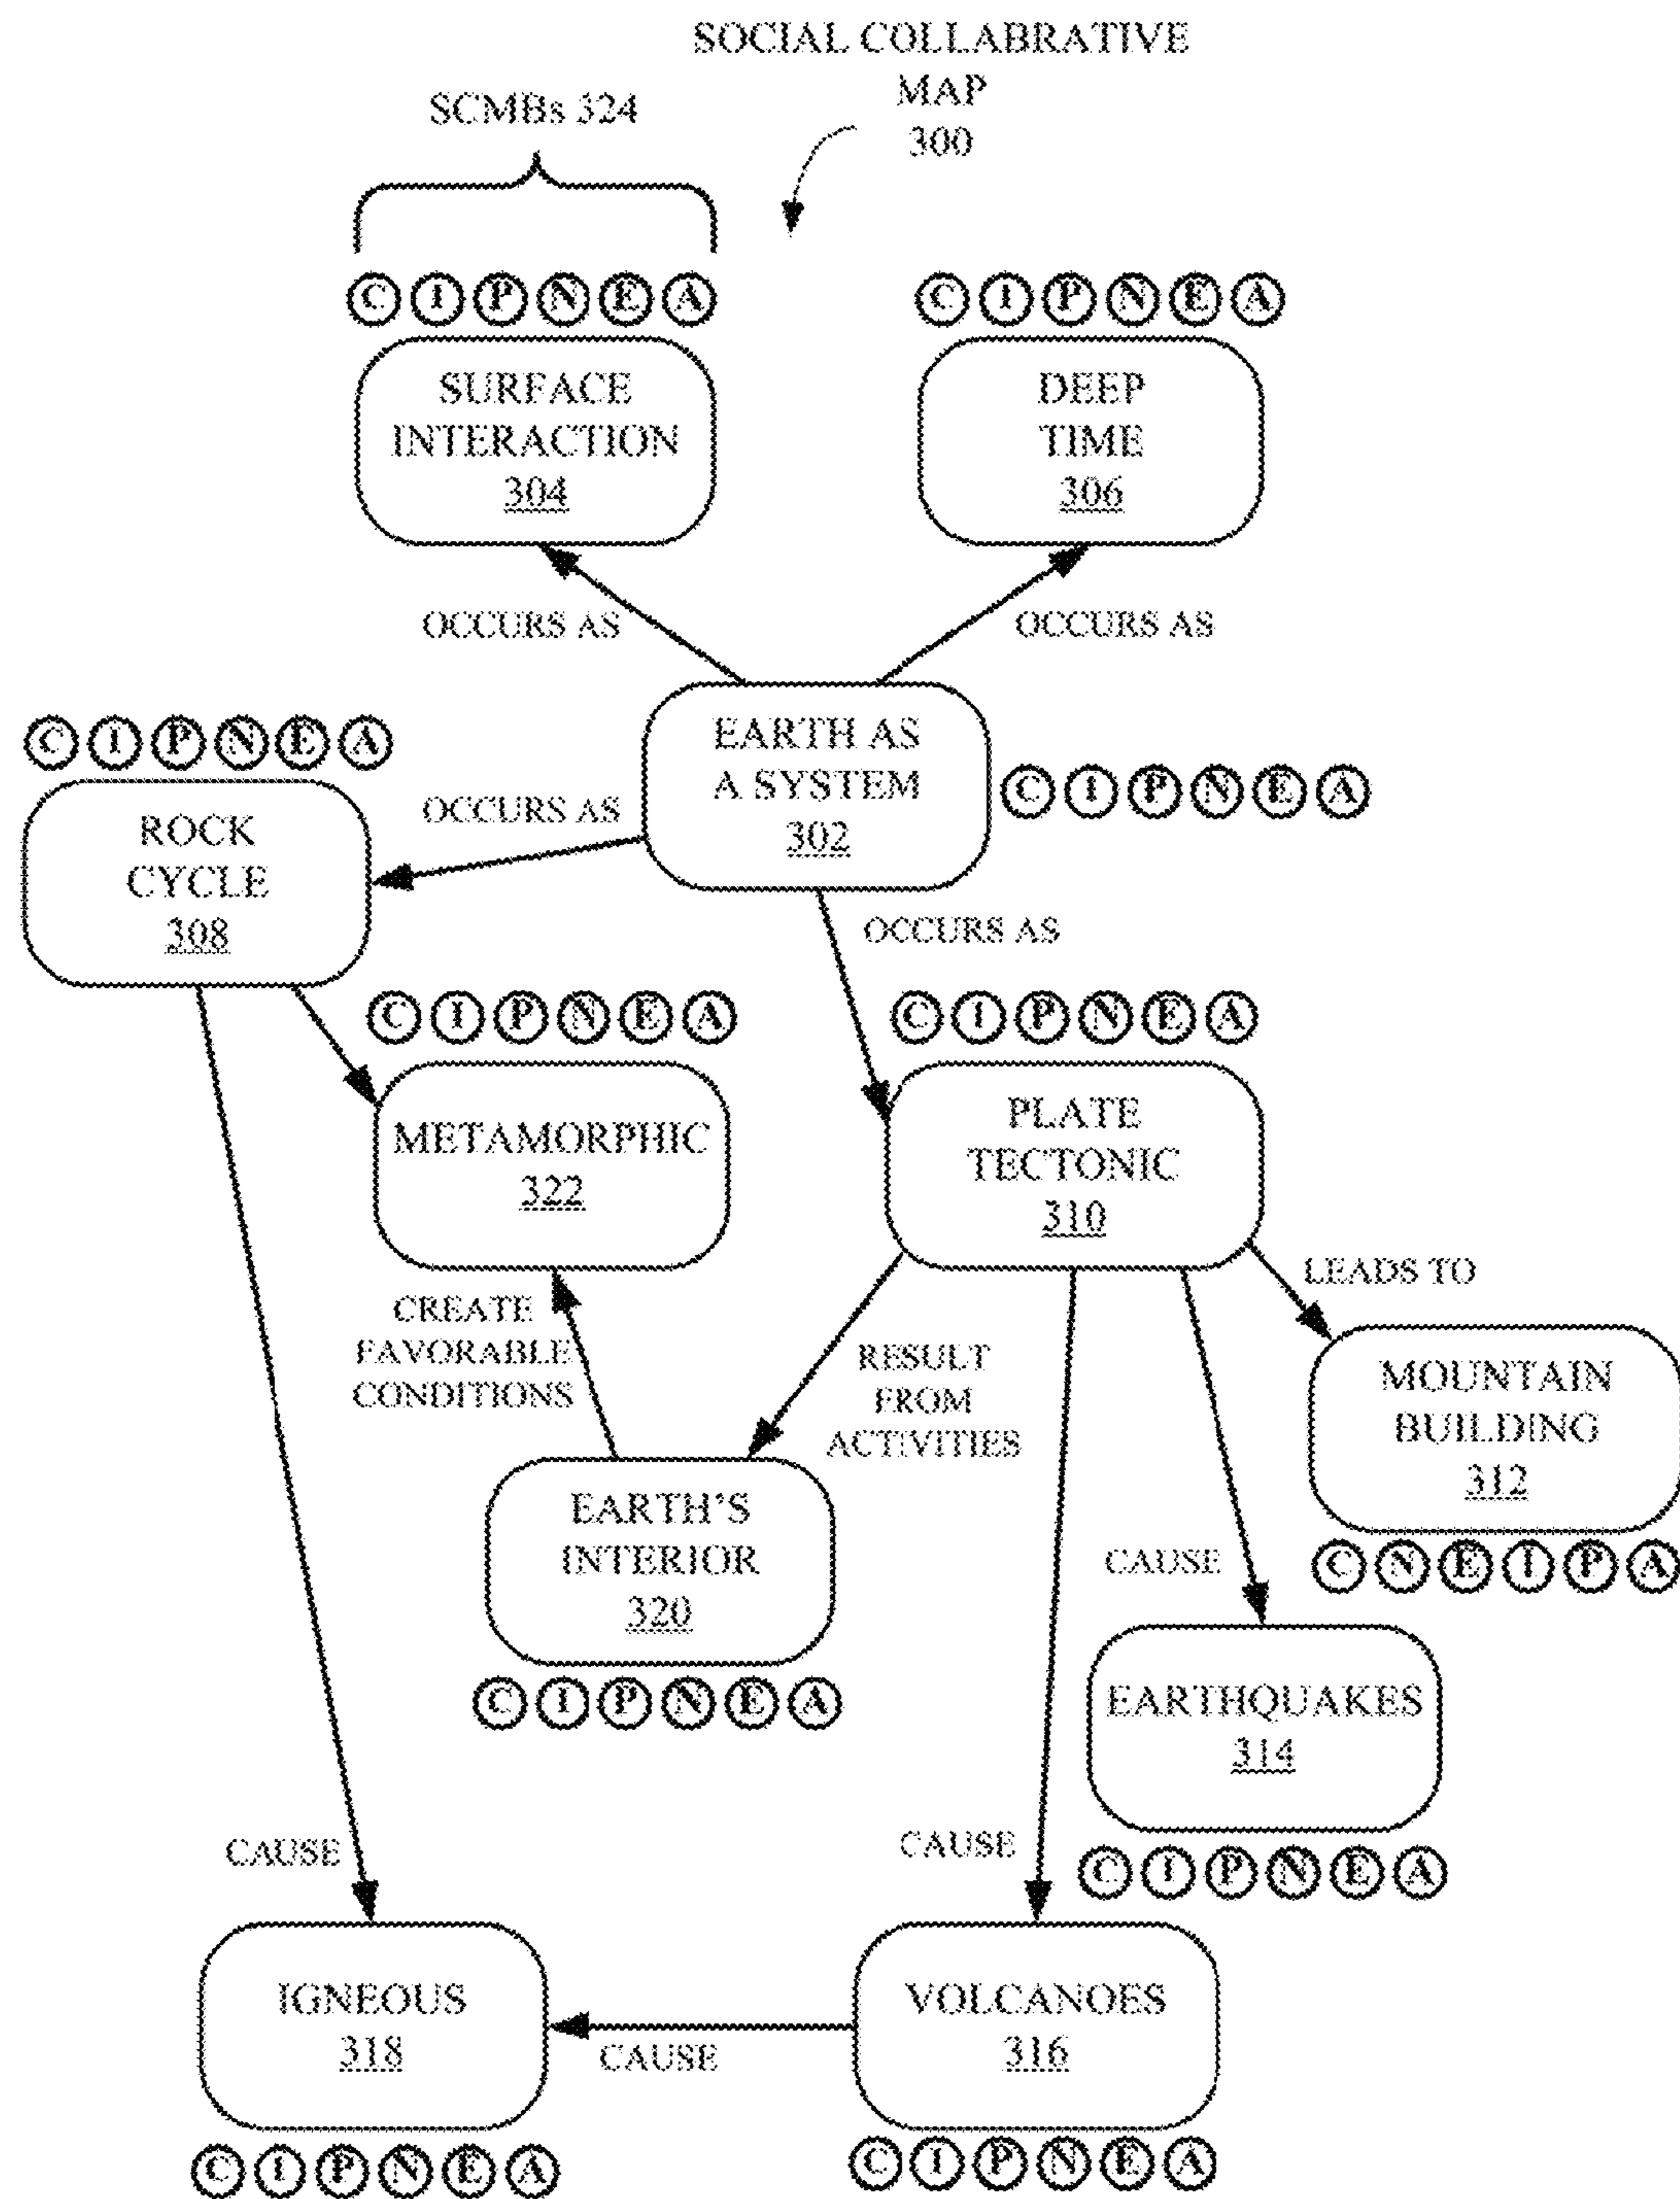 SOCIAL COLLABRATIVE
MAP
300
SCMBs 324
C I P N E A
SURFACE
INTERACTION
304
C I P N E A
DEEP
TIME
306
OCCURS AS
OCCURS AS
C I P N E A
ROCK
CYCLE
308
OCCURS AS
EARTH AS
A SYSTEM
302
C I P N E A
OCCURS AS
C I P N E A
METAMORPHIC
322
C I P N E A
PLATE
TECTONIC
310
LEADS TO
CREATE
FAVORABLE
CONDITIONS
RESULT
FROM
ACTIVITIES
MOUNTAIN
BUILDING
312
C N E I P A
EARTH'S
INTERIOR
320
C I P N E A
CAUSE
EARTHQUAKES
314
C I P N E A
CAUSE
CAUSE
IGNEOUS
318
C I P N E A
CAUSE
VOLCANOES
316
C I P N E A